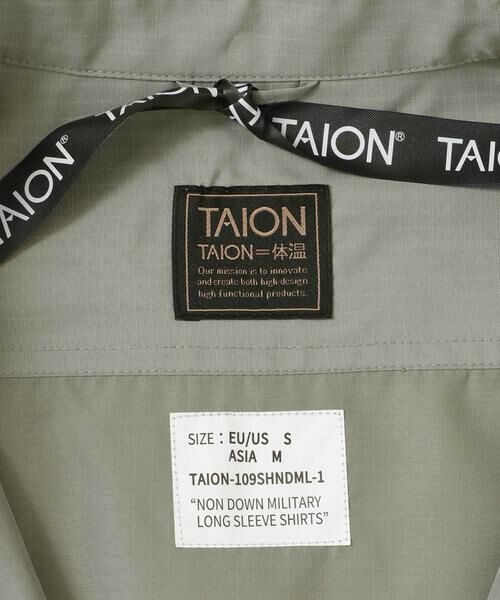 TAION
TAION®
TAION
TAION
TAION=体温
Our mission is to innovate
and create both high-design
high-functional products.
SIZE : EU/US S
ASIA M
TAION-109SHNDML-1
“NON DOWN MILITARY
LONG SLEEVE SHIRTS”